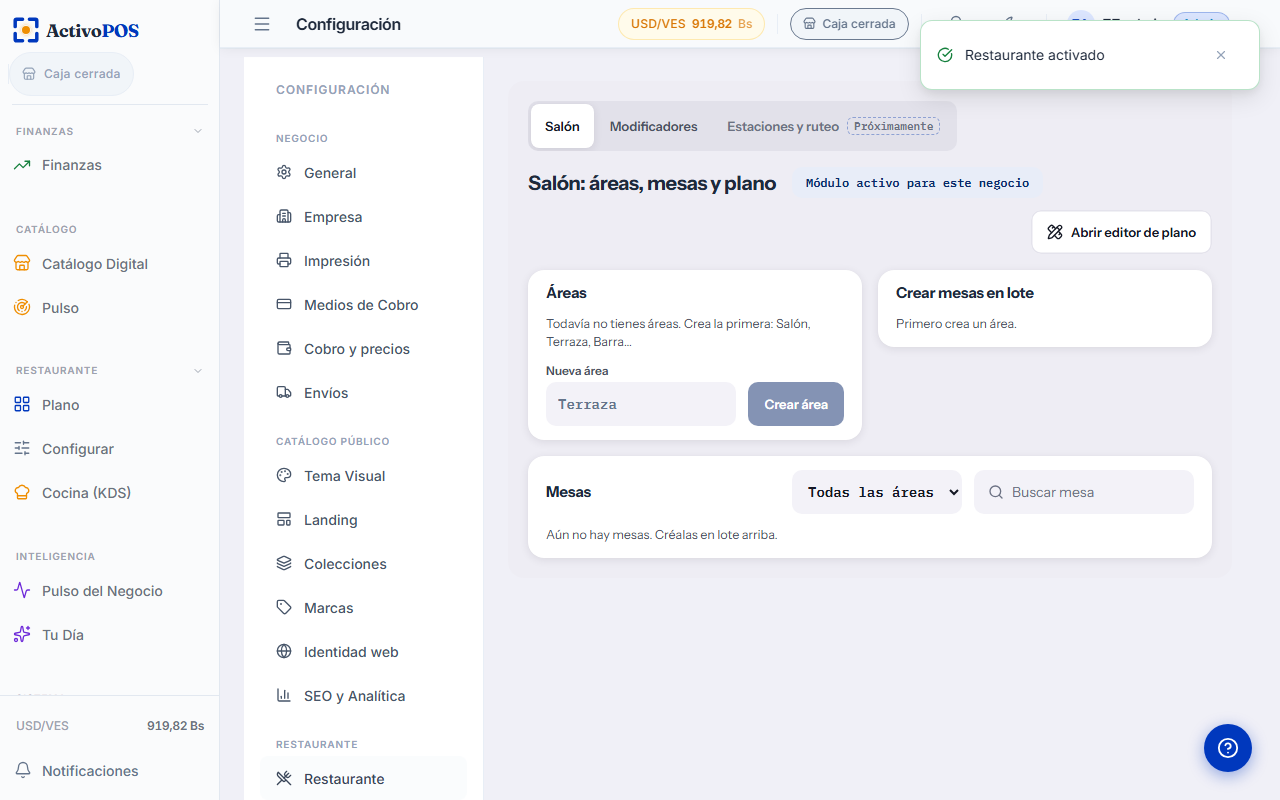 ActivoPOS
Caja cerrada
FINANZAS
Finanzas
CATÁLOGO
Catálogo Digital
Pulso
RESTAURANTE
Plano
Configurar
Cocina (KDS)
INTELIGENCIA
Pulso del Negocio
Tu Día
USD/VES 919,82 Bs
Notificaciones
Configuración
USD/VES 919,82 Bs
Caja cerrada
Restaurante activado
CONFIGURACIÓN
NEGOCIO
General
Empresa
Impresión
Medios de Cobro
Cobro y precios
Envíos
CATÁLOGO PÚBLICO
Tema Visual
Landing
Colecciones
Marcas
Identidad web
SEO y Analítica
RESTAURANTE
Restaurante
Salón
Modificadores
Estaciones y ruteo Próximamente
Salón: áreas, mesas y plano
Módulo activo para este negocio
Abrir editor de plano
Áreas
Todavía no tienes áreas. Crea la primera: Salón,
Terraza, Barra...
Nueva área
Terraza
Crear área
Crear mesas en lote
Primero crea un área.
Mesas
Todas las áreas
Buscar mesa
Aún no hay mesas. Créalas en lote arriba.